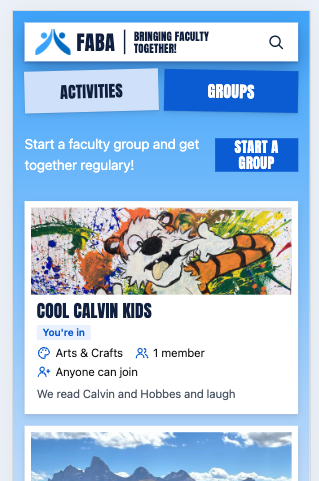 FABA
BRINGING FACULTY
TOGETHER!
ACTIVITIES
GROUPS
Start a faculty group and get
together regulary!
START A
GROUP
COOL CALVIN KIDS
You're in
Arts & Crafts
1 member
Anyone can join
We read Calvin and Hobbes and laugh